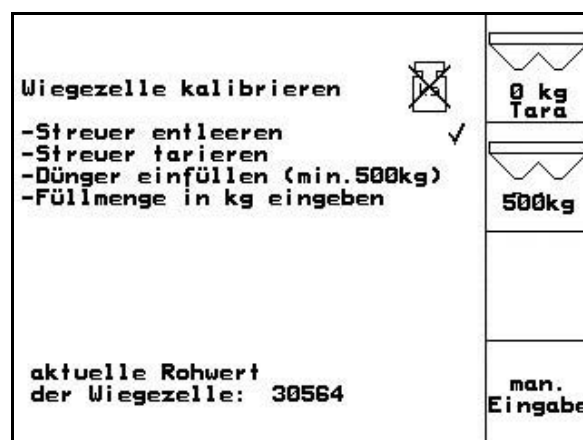 Wiegezelle kalibrieren
-Streuer entleeren
-Streuer tarieren
-Dünger einfüllen (min.500kg)
-Füllmenge in kg eingeben
aktuelle Rohwert
der Wiegezelle: 30564
0 kg
Tara
500kg
man.
Eingabe